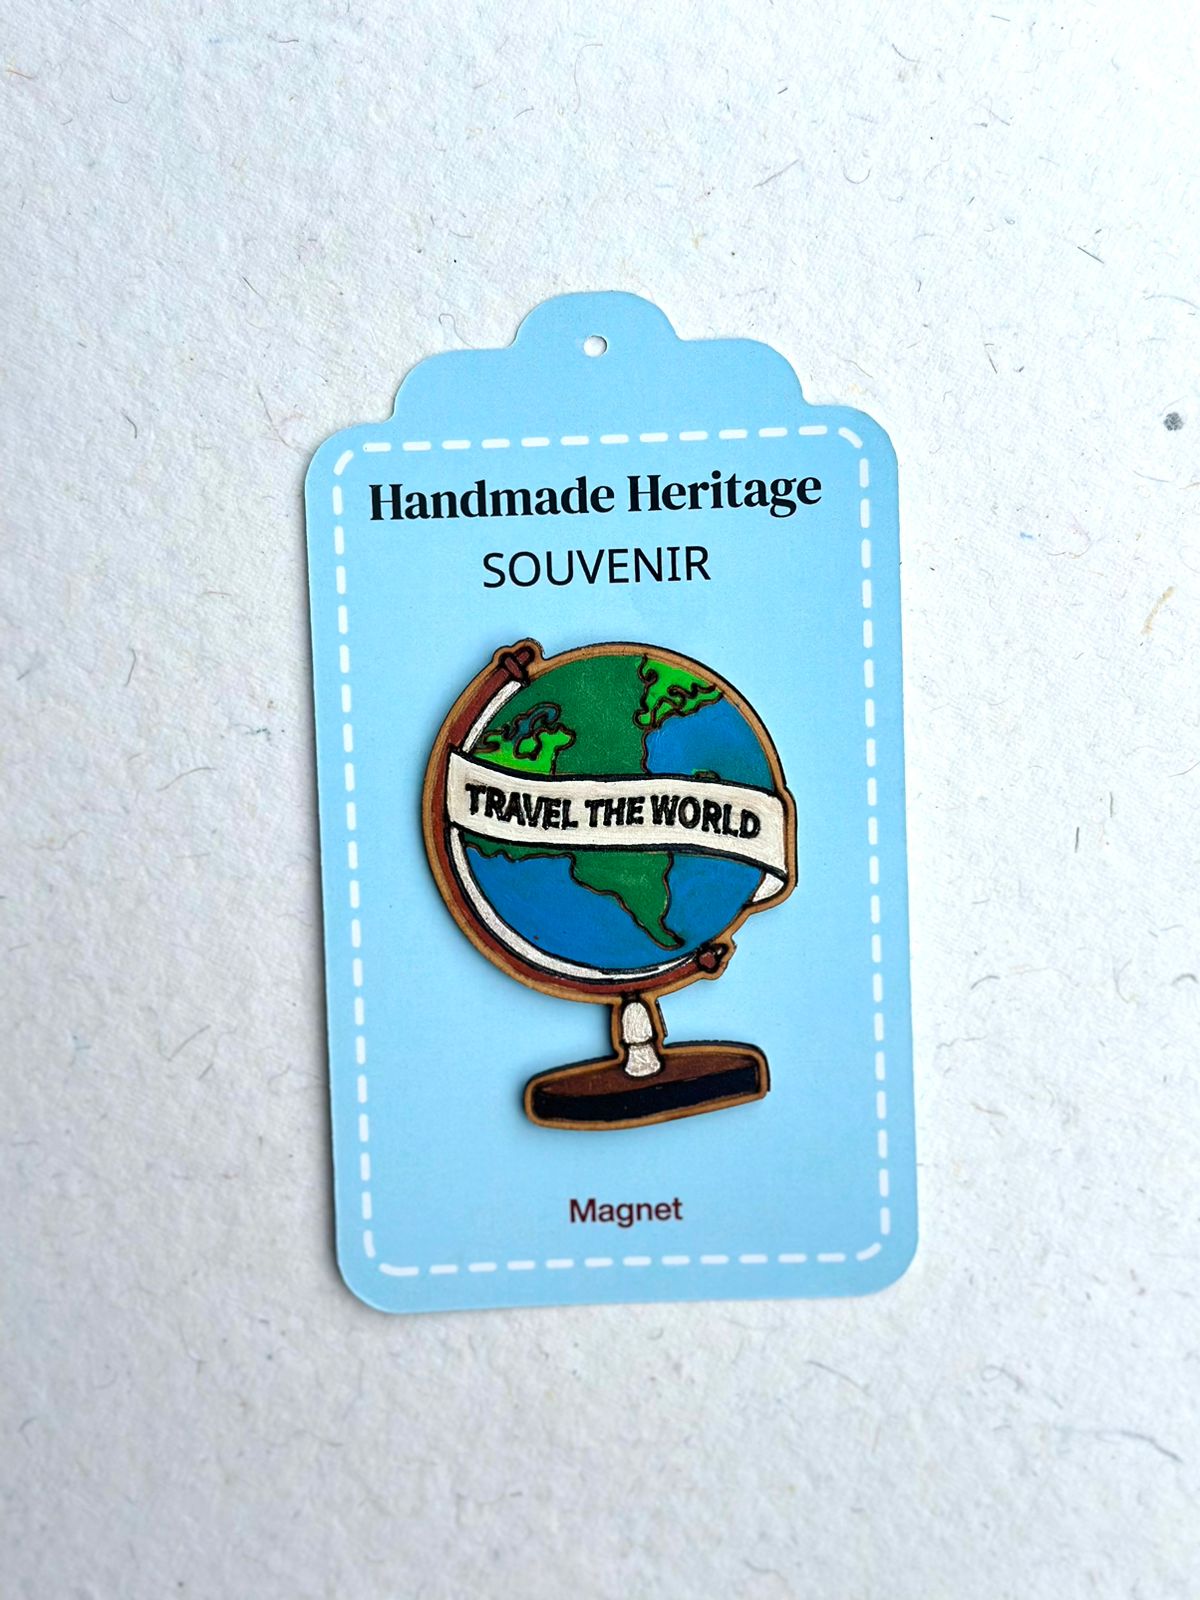 Handmade Heritage
SOUVENIR
TRAVEL THE WORLD
Magnet